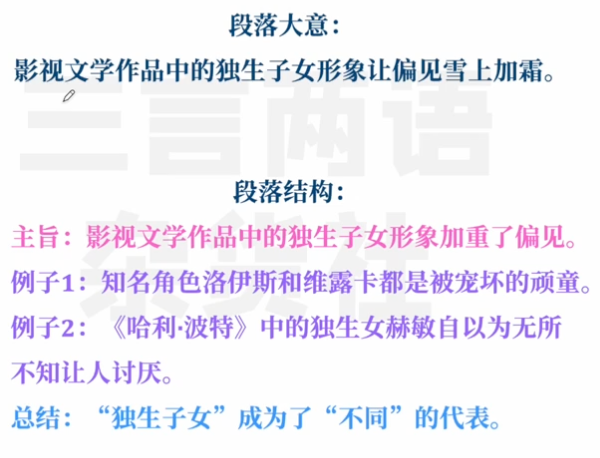 段落大意：
影视文学作品中的独生子女形象让偏见雪上加霜。
段落结构：
主旨：影视文学作品中的独生子女形象加重了偏见。
例子1：知名角色洛伊斯和维露卡都是被宠坏的顽童。
例子2：《哈利·波特》中的独生女赫敏自以为无所
不知让人讨厌。
总结：“独生子女”成为了“不同”的代表。
三言两语